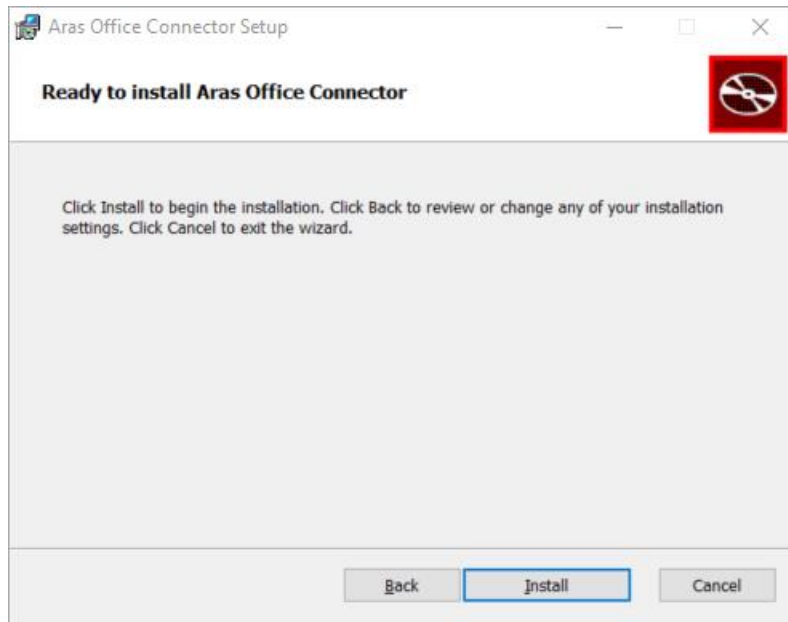 Aras Office Connector Setup
Ready to install Aras Office Connector
Click Install to begin the installation. Click Back to review or change any of your installation
settings. Click Cancel to exit the wizard.
Back Install Cancel